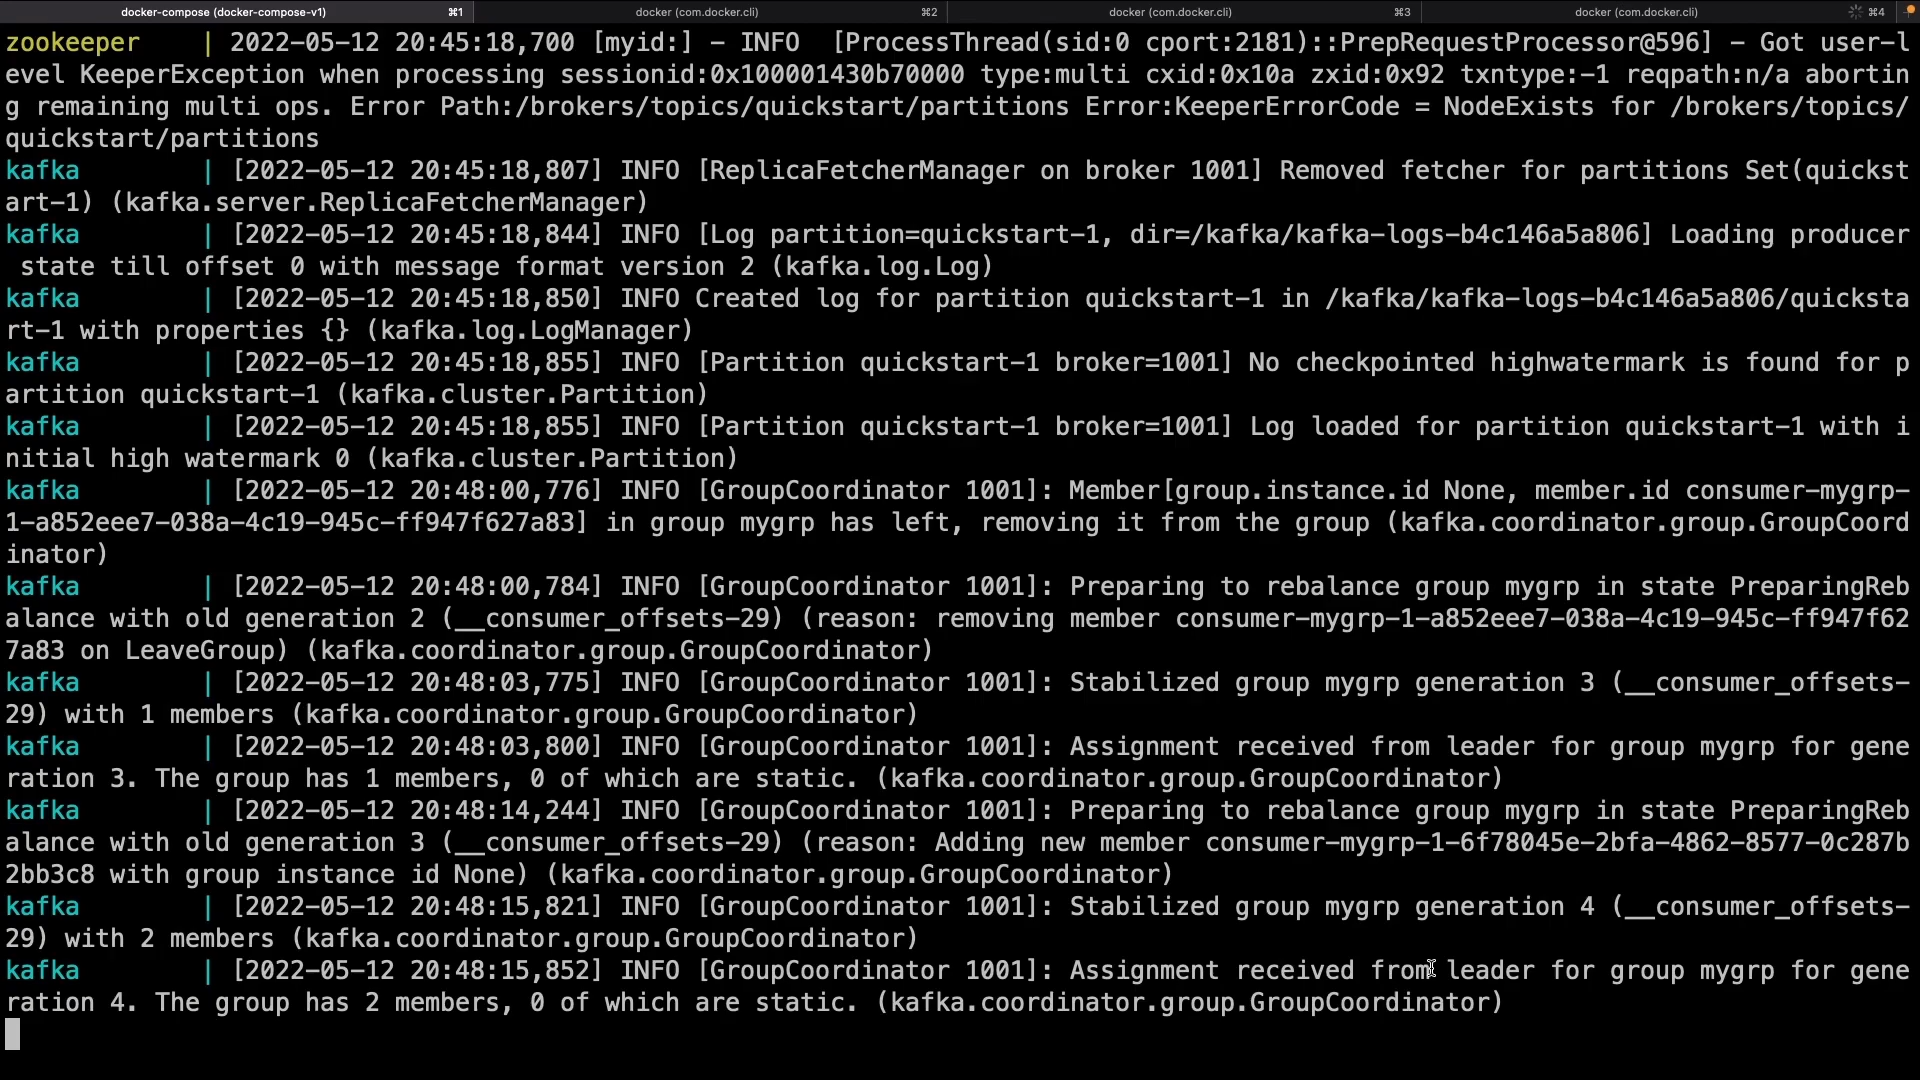 docker-compose (docker-compose-v1) ⌘1 docker (com.docker.cli) ⌘2 docker (com.docker.cli) ⌘3 docker (com.docker.cli) ⌘4
zookeeper | 2022-05-12 20:45:18,700 [myid:] - INFO [ProcessThread(sid:0 cport:2181)::PrepRequestProcessor@596] - Got user-l
evel KeeperException when processing sessionid:0x100001430b70000 type:multi cxid:0x10a zxid:0x92 txntype:-1 reqpath:n/a abortin
g remaining multi ops. Error Path:/brokers/topics/quickstart/partitions Error:KeeperErrorCode = NodeExists for /brokers/topics/
quickstart/partitions
kafka | [2022-05-12 20:45:18,807] INFO [ReplicaFetcherManager on broker 1001] Removed fetcher for partitions Set(quickst
art-1) (kafka.server.ReplicaFetcherManager)
kafka | [2022-05-12 20:45:18,844] INFO [Log partition=quickstart-1, dir=/kafka/kafka-logs-b4c146a5a806] Loading producer
 state till offset 0 with message format version 2 (kafka.log.Log)
kafka | [2022-05-12 20:45:18,850] INFO Created log for partition quickstart-1 in /kafka/kafka-logs-b4c146a5a806/quicksta
rt-1 with properties {} (kafka.log.LogManager)
kafka | [2022-05-12 20:45:18,855] INFO [Partition quickstart-1 broker=1001] No checkpointed highwatermark is found for p
artition quickstart-1 (kafka.cluster.Partition)
kafka | [2022-05-12 20:45:18,855] INFO [Partition quickstart-1 broker=1001] Log loaded for partition quickstart-1 with i
nitial high watermark 0 (kafka.cluster.Partition)
kafka | [2022-05-12 20:48:00,776] INFO [GroupCoordinator 1001]: Member[group.instance.id None, member.id consumer-mygrp-
1-a852eee7-038a-4c19-945c-ff947f627a83] in group mygrp has left, removing it from the group (kafka.coordinator.group.GroupCoord
inator)
kafka | [2022-05-12 20:48:00,784] INFO [GroupCoordinator 1001]: Preparing to rebalance group mygrp in state PreparingReb
alance with old generation 2 (__consumer_offsets-29) (reason: removing member consumer-mygrp-1-a852eee7-038a-4c19-945c-ff947f62
7a83 on LeaveGroup) (kafka.coordinator.group.GroupCoordinator)
kafka | [2022-05-12 20:48:03,775] INFO [GroupCoordinator 1001]: Stabilized group mygrp generation 3 (__consumer_offsets-
29) with 1 members (kafka.coordinator.group.GroupCoordinator)
kafka | [2022-05-12 20:48:03,800] INFO [GroupCoordinator 1001]: Assignment received from leader for group mygrp for gene
ration 3. The group has 1 members, 0 of which are static. (kafka.coordinator.group.GroupCoordinator)
kafka | [2022-05-12 20:48:14,244] INFO [GroupCoordinator 1001]: Preparing to rebalance group mygrp in state PreparingReb
alance with old generation 3 (__consumer_offsets-29) (reason: Adding new member consumer-mygrp-1-6f78045e-2bfa-4862-8577-0c287b
2bb3c8 with group instance id None) (kafka.coordinator.group.GroupCoordinator)
kafka | [2022-05-12 20:48:15,821] INFO [GroupCoordinator 1001]: Stabilized group mygrp generation 4 (__consumer_offsets-
29) with 2 members (kafka.coordinator.group.GroupCoordinator)
kafka | [2022-05-12 20:48:15,852] INFO [GroupCoordinator 1001]: Assignment received from leader for group mygrp for gene
ration 4. The group has 2 members, 0 of which are static. (kafka.coordinator.group.GroupCoordinator)